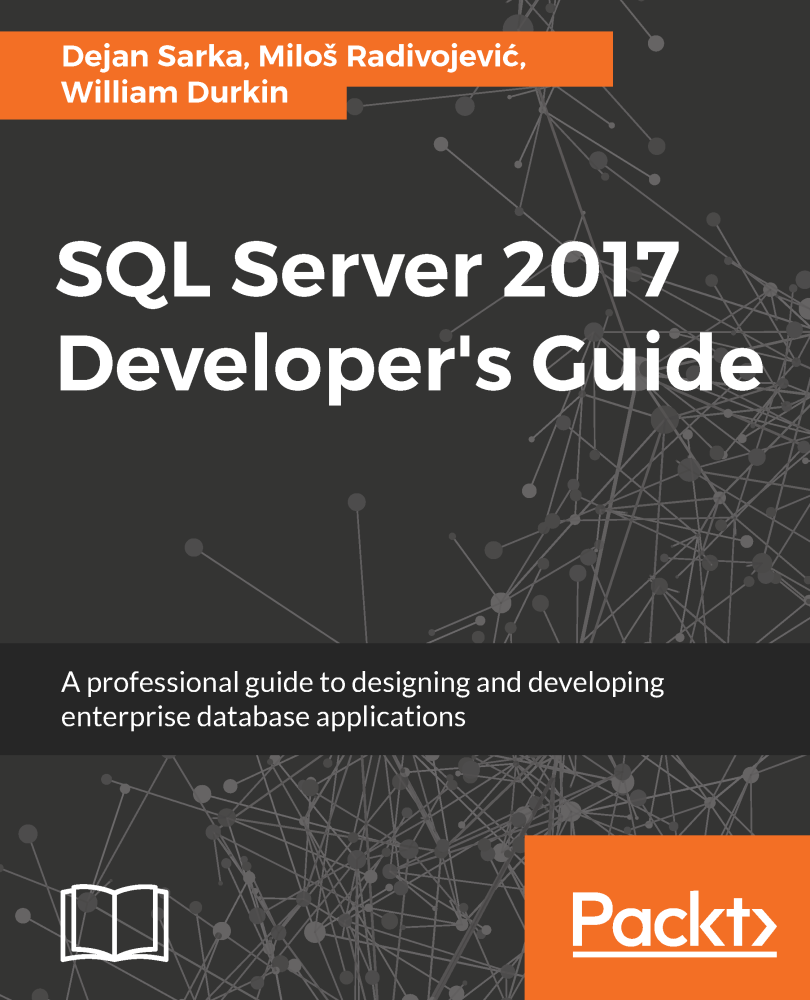 Dejan Sarka, Miloš Radivojević,
William Durkin
SQL Server 2017
Developer's Guide
A professional guide to designing and developing
enterprise database applications
Packt>